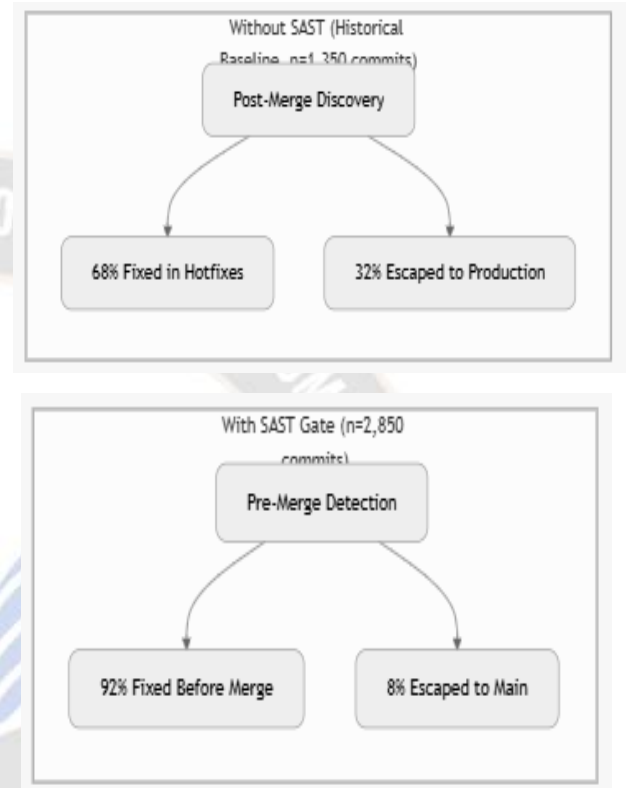 Without SAST (Historical
Baseline, n=1,350 commits)
Post-Merge Discovery
68% Fixed in Hotfixes
32% Escaped to Production
With SAST Gate (n=2,850
commits)
Pre-Merge Detection
92% Fixed Before Merge
8% Escaped to Main